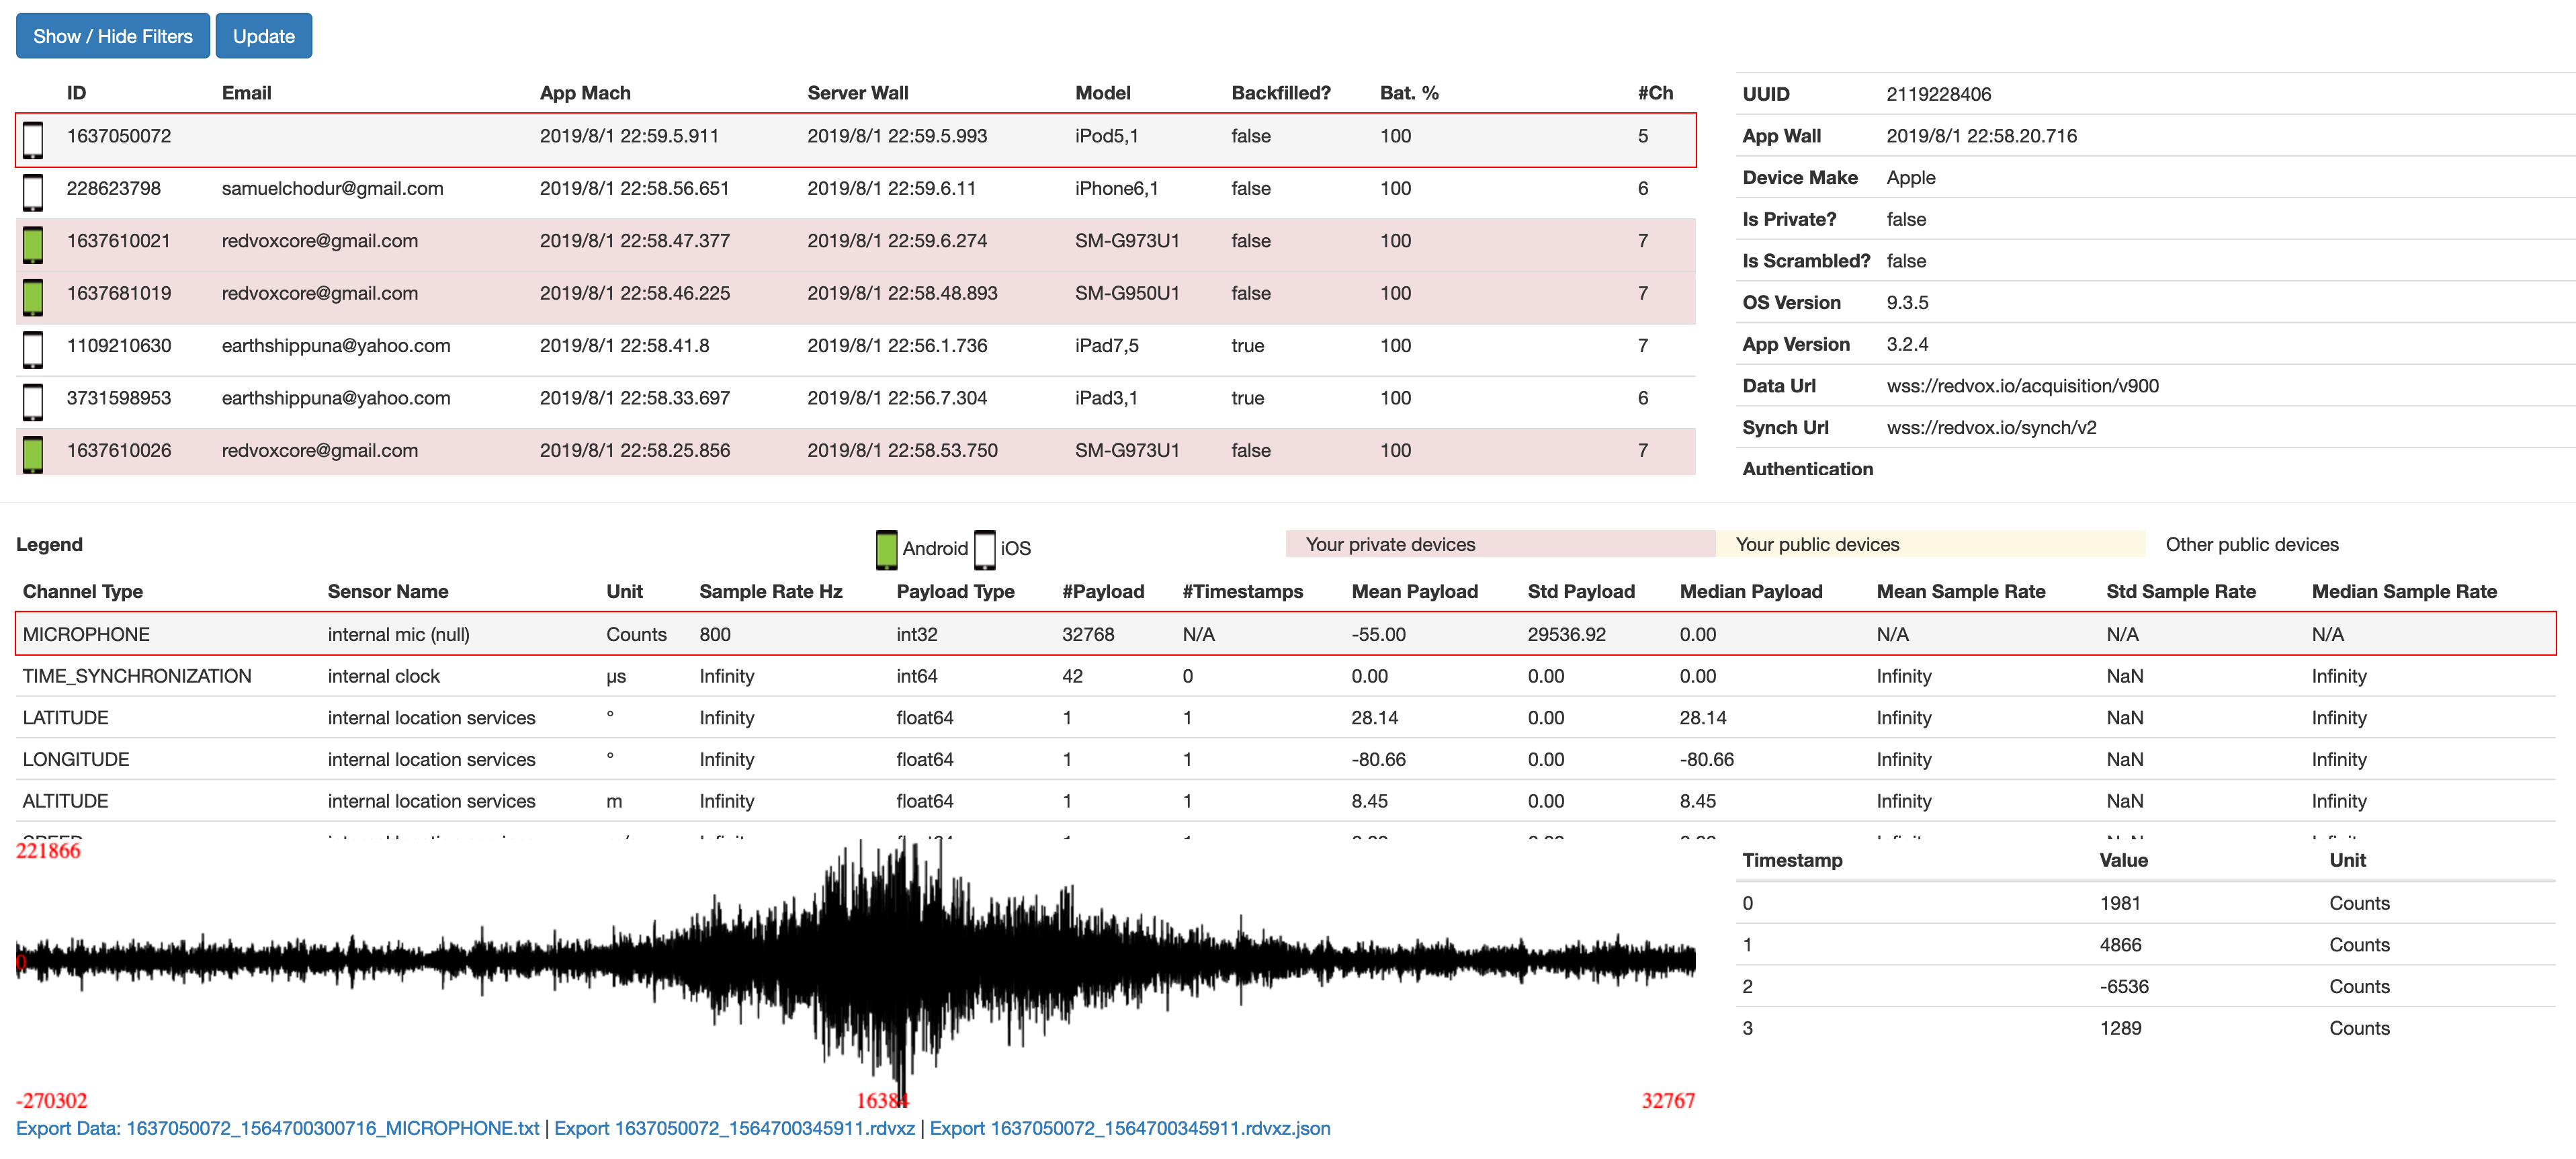 Show / Hide Filters Update
ID Email App Mach Server Wall Model Backfilled? Bat. % #Ch
1637050072 2019/8/1 22:59.5.911 2019/8/1 22:59.5.993 iPod5,1 false 100 5
228623798 samuelchodur@gmail.com 2019/8/1 22:58.56.651 2019/8/1 22:59.6.11 iPhone6,1 false 100 6
1637610021 redvoxcore@gmail.com 2019/8/1 22:58.47.377 2019/8/1 22:59.6.274 SM-G973U1 false 100 7
1637681019 redvoxcore@gmail.com 2019/8/1 22:58.46.225 2019/8/1 22:58.48.893 SM-G950U1 false 100 7
1109210630 earthshippuna@yahoo.com 2019/8/1 22:58.41.8 2019/8/1 22:56.1.736 iPad7,5 true 100 7
3731598953 earthshippuna@yahoo.com 2019/8/1 22:58.33.697 2019/8/1 22:56.7.304 iPad3,1 true 100 6
1637610026 redvoxcore@gmail.com 2019/8/1 22:58.25.856 2019/8/1 22:58.53.750 SM-G973U1 false 100 7
UUID 2119228406
App Wall 2019/8/1 22:58.20.716
Device Make Apple
Is Private? false
Is Scrambled? false
OS Version 9.3.5
App Version 3.2.4
Data Url wss://redvox.io/acquisition/v900
Synch Url wss://redvox.io/synch/v2
Authentication
Legend Android iOS Your private devices Your public devices Other public devices
Channel Type Sensor Name Unit Sample Rate Hz Payload Type #Payload #Timestamps Mean Payload Std Payload Median Payload Mean Sample Rate Std Sample Rate Median Sample Rate
MICROPHONE internal mic (null) Counts 800 int32 32768 N/A -55.00 29536.92 0.00 N/A N/A N/A
TIME_SYNCHRONIZATION internal clock µs Infinity int64 42 0 0.00 0.00 0.00 Infinity NaN Infinity
LATITUDE internal location services ° Infinity float64 1 1 28.14 0.00 28.14 Infinity NaN Infinity
LONGITUDE internal location services ° Infinity float64 1 1 -80.66 0.00 -80.66 Infinity NaN Infinity
ALTITUDE internal location services m Infinity float64 1 1 8.45 0.00 8.45 Infinity NaN Infinity
221866
0
-270302 16384 32767
Timestamp Value Unit
0 1981 Counts
1 4866 Counts
2 -6536 Counts
3 1289 Counts
Export Data: 1637050072_1564700300716_MICROPHONE.txt | Export 1637050072_1564700345911.rdvxz | Export 1637050072_1564700345911.rdvxz.json